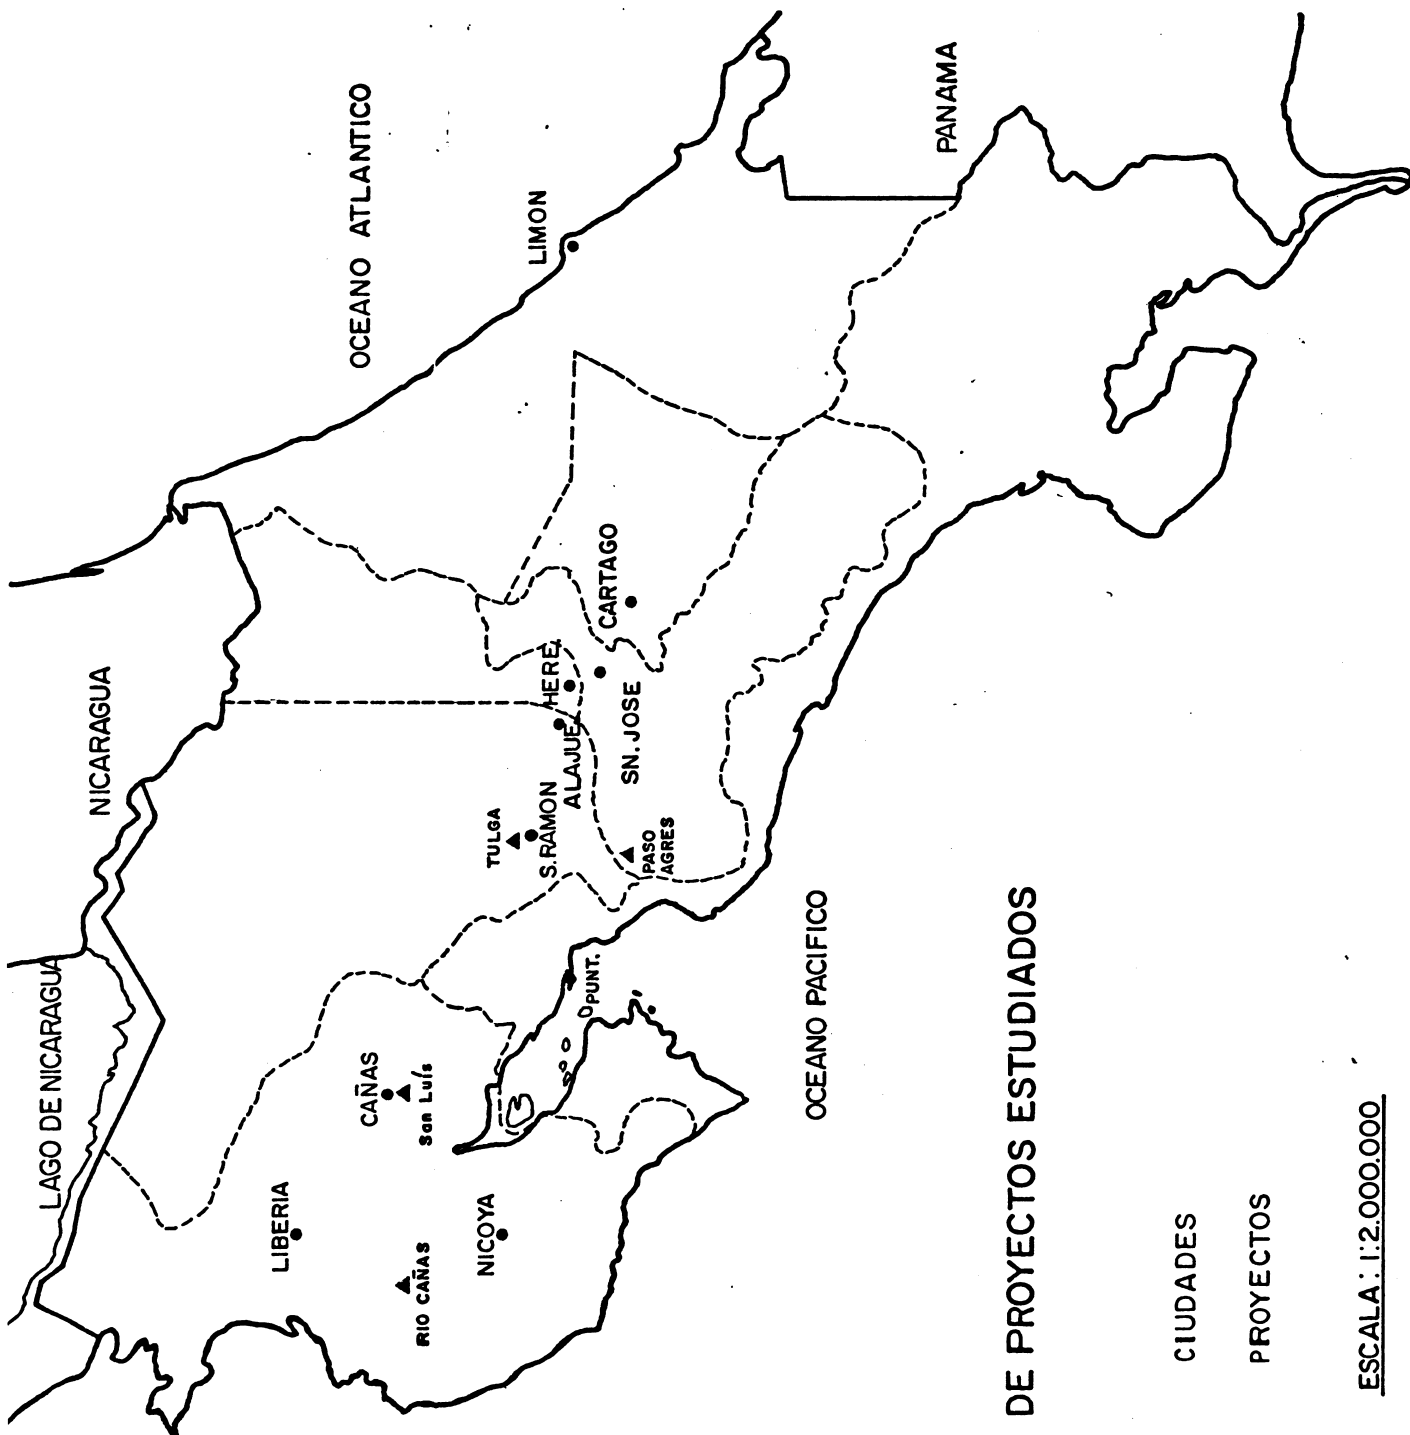 LAGO DE NICARAGUA
NICARAGUA
OCEANO ATLANTICO
LIBERIA
CAÑAS
San Luís
RIO CAÑAS
NICOYA
TULGA
S.RAMON
ALAJUE
HERE
LIMON
CARTAGO
SN. JOSE
PUNT.
PASO
AGRES
OCEANO PACIFICO
PANAMA
DE PROYECTOS ESTUDIADOS
CIUDADES
PROYECTOS
ESCALA: 1:2.000.000